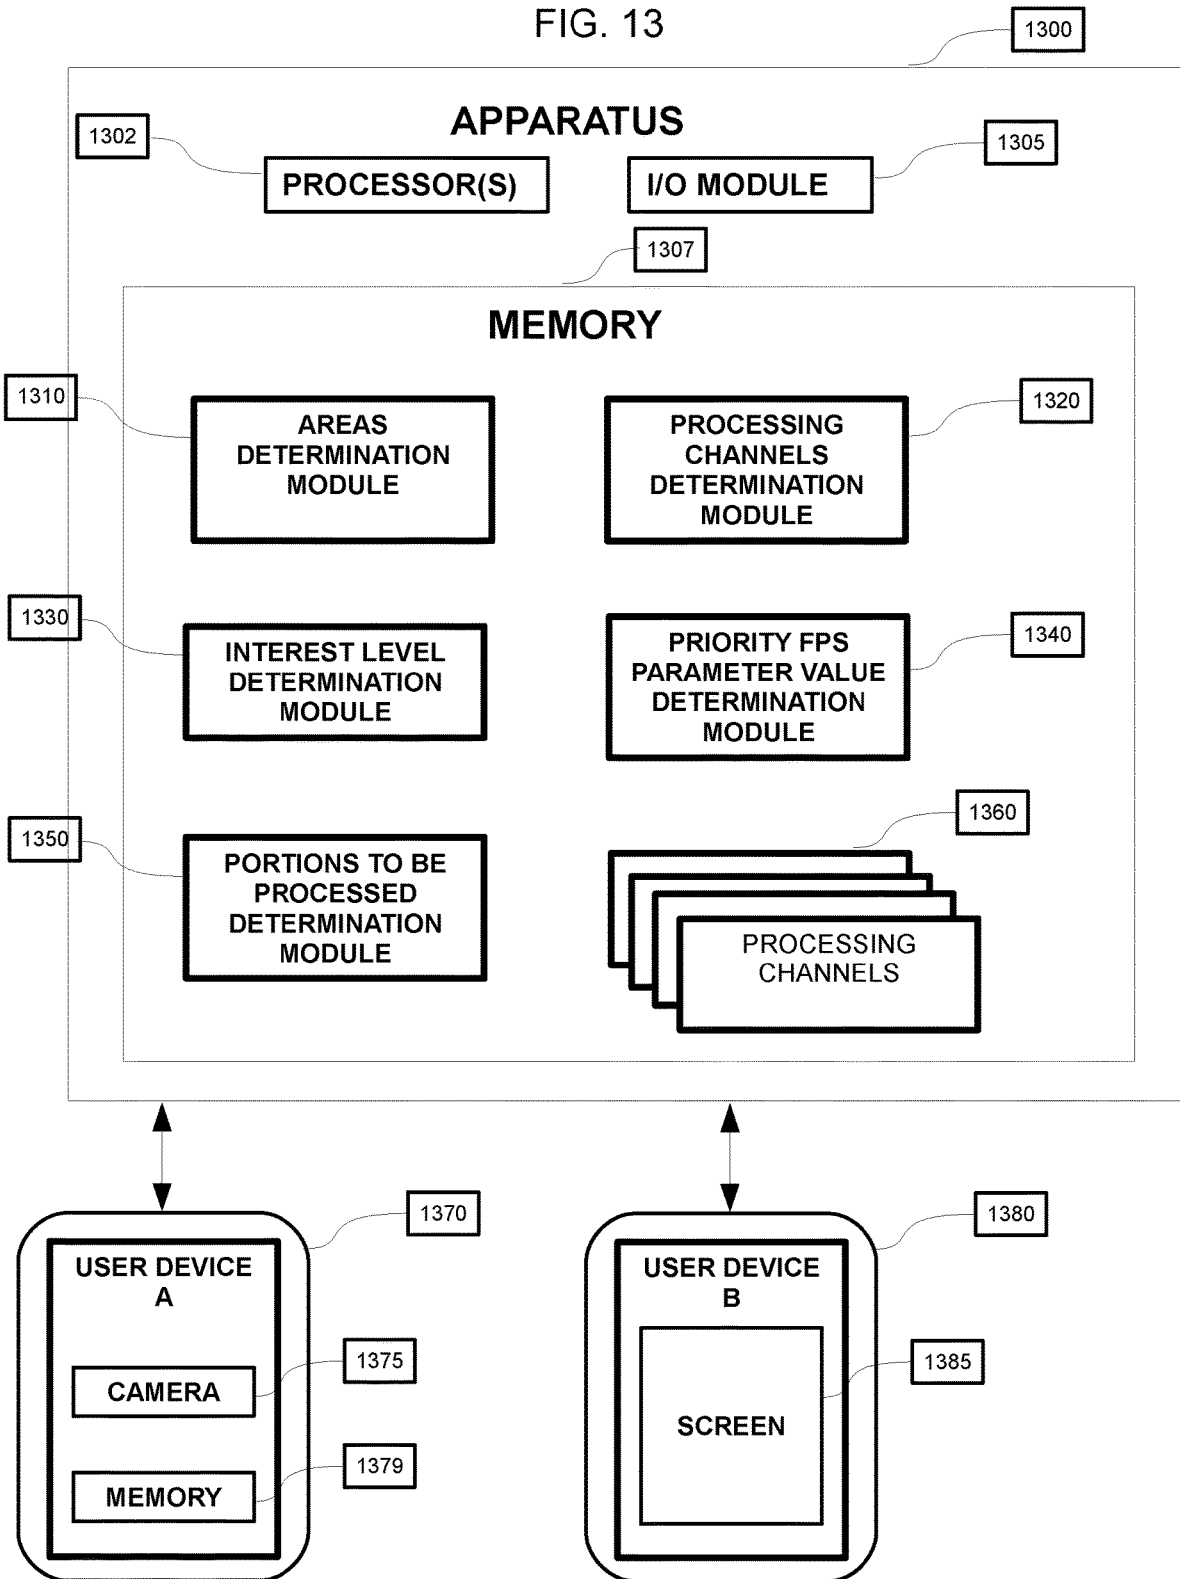 FIG. 13
1300
APPARATUS
1302
1305
PROCESSOR(S)
I/O MODULE
1307
MEMORY
1310
1320
AREAS
DETERMINATION
MODULE
PROCESSING
CHANNELS
DETERMINATION
MODULE
1330
1340
INTEREST LEVEL
DETERMINATION
MODULE
PRIORITY FPS
PARAMETER VALUE
DETERMINATION
MODULE
1350
1360
PORTIONS TO BE
PROCESSED
DETERMINATION
MODULE
PROCESSING
CHANNELS
1370
1380
USER DEVICE
A
USER DEVICE
B
1375
1385
CAMERA
SCREEN
1379
MEMORY